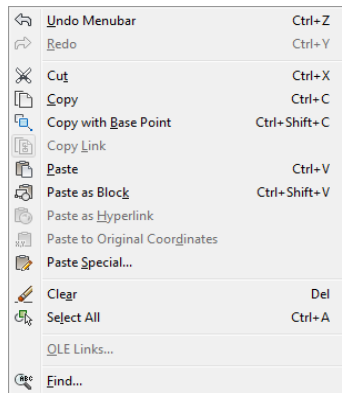 Undo Menubar Ctrl+Z
Redo Ctrl+Y
Cut Ctrl+X
Copy Ctrl+C
Copy with Base Point Ctrl+Shift+C
Copy Link
Paste Ctrl+V
Paste as Block Ctrl+Shift+V
Paste as Hyperlink
Paste to Original Coordinates
Paste Special...
Clear Del
Select All Ctrl+A
OLE Links...
Find...